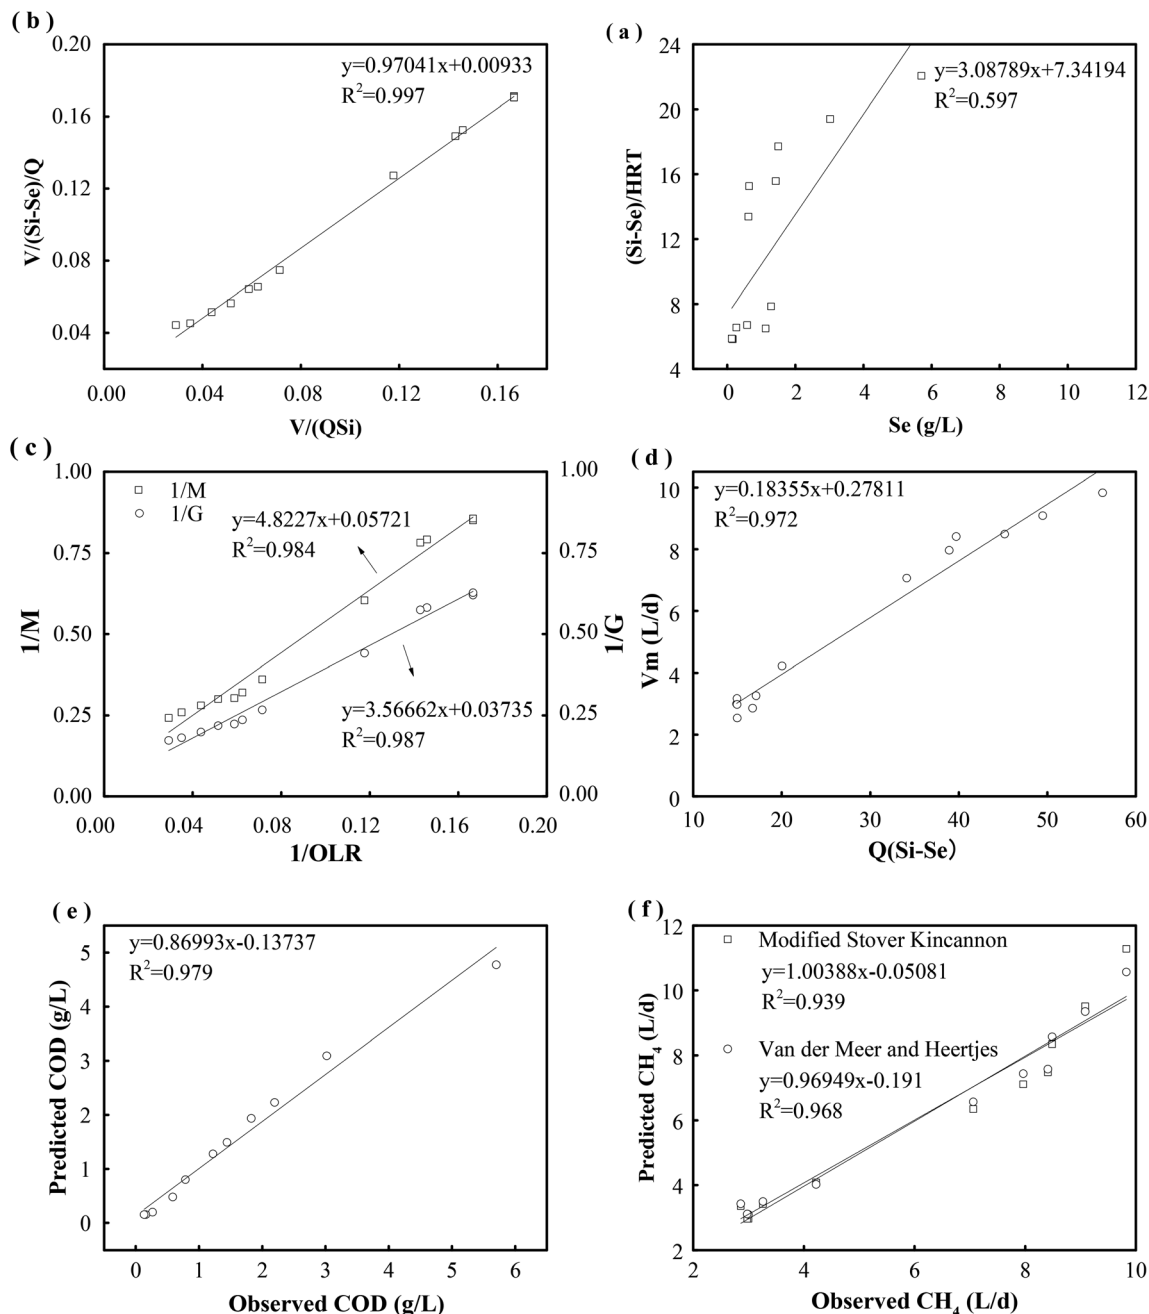 ( b )
0.20
0.16
0.12
0.08
0.04
V/(Si-Se)/Q
y=0.97041x+0.00933
R²=0.997
0.00 0.04 0.08 0.12 0.16
V/(QSi)
( a )
24
20
16
12
8
4
(Si-Se)/HRT
y=3.08789x+7.34194
R²=0.597
0 2 4 6 8 10 12
Se (g/L)
( c )
1.00
0.75
0.50
0.25
0.00
1/M
1/M
1/G
y=4.8227x+0.05721
R²=0.984
y=3.56662x+0.03735
R²=0.987
1.00
0.75
0.50
0.25
0.00
1/G
0.00 0.04 0.08 0.12 0.16 0.20
1/OLR
( d )
10
8
6
4
2
0
Vm (L/d)
y=0.18355x+0.27811
R²=0.972
10 20 30 40 50 60
Q(Si-Se)
( e )
5
4
3
2
1
0
Predicted COD (g/L)
y=0.86993x-0.13737
R²=0.979
0 1 2 3 4 5 6
Observed COD (g/L)
( f )
12
10
8
6
4
2
Predicted CH₄ (L/d)
Modified Stover Kincannon
y=1.00388x-0.05081
R²=0.939
Van der Meer and Heertjes
y=0.96949x-0.191
R²=0.968
2 4 6 8 10
Observed CH₄ (L/d)